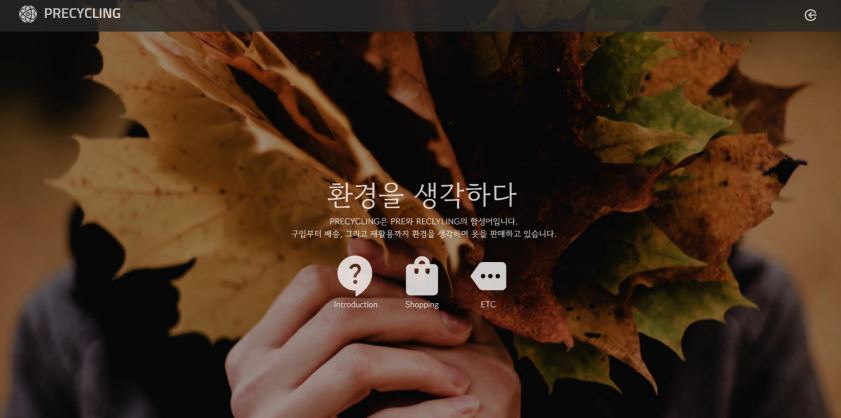 PRECYCLING
환경을 생각하다
PRECYCLING은 PRE와 RECLYLING의 합성어입니다.
구입부터 배송, 그리고 재활용까지 환경을 생각하며 옷을 판매하고 있습니다.
Introduction Shopping ETC